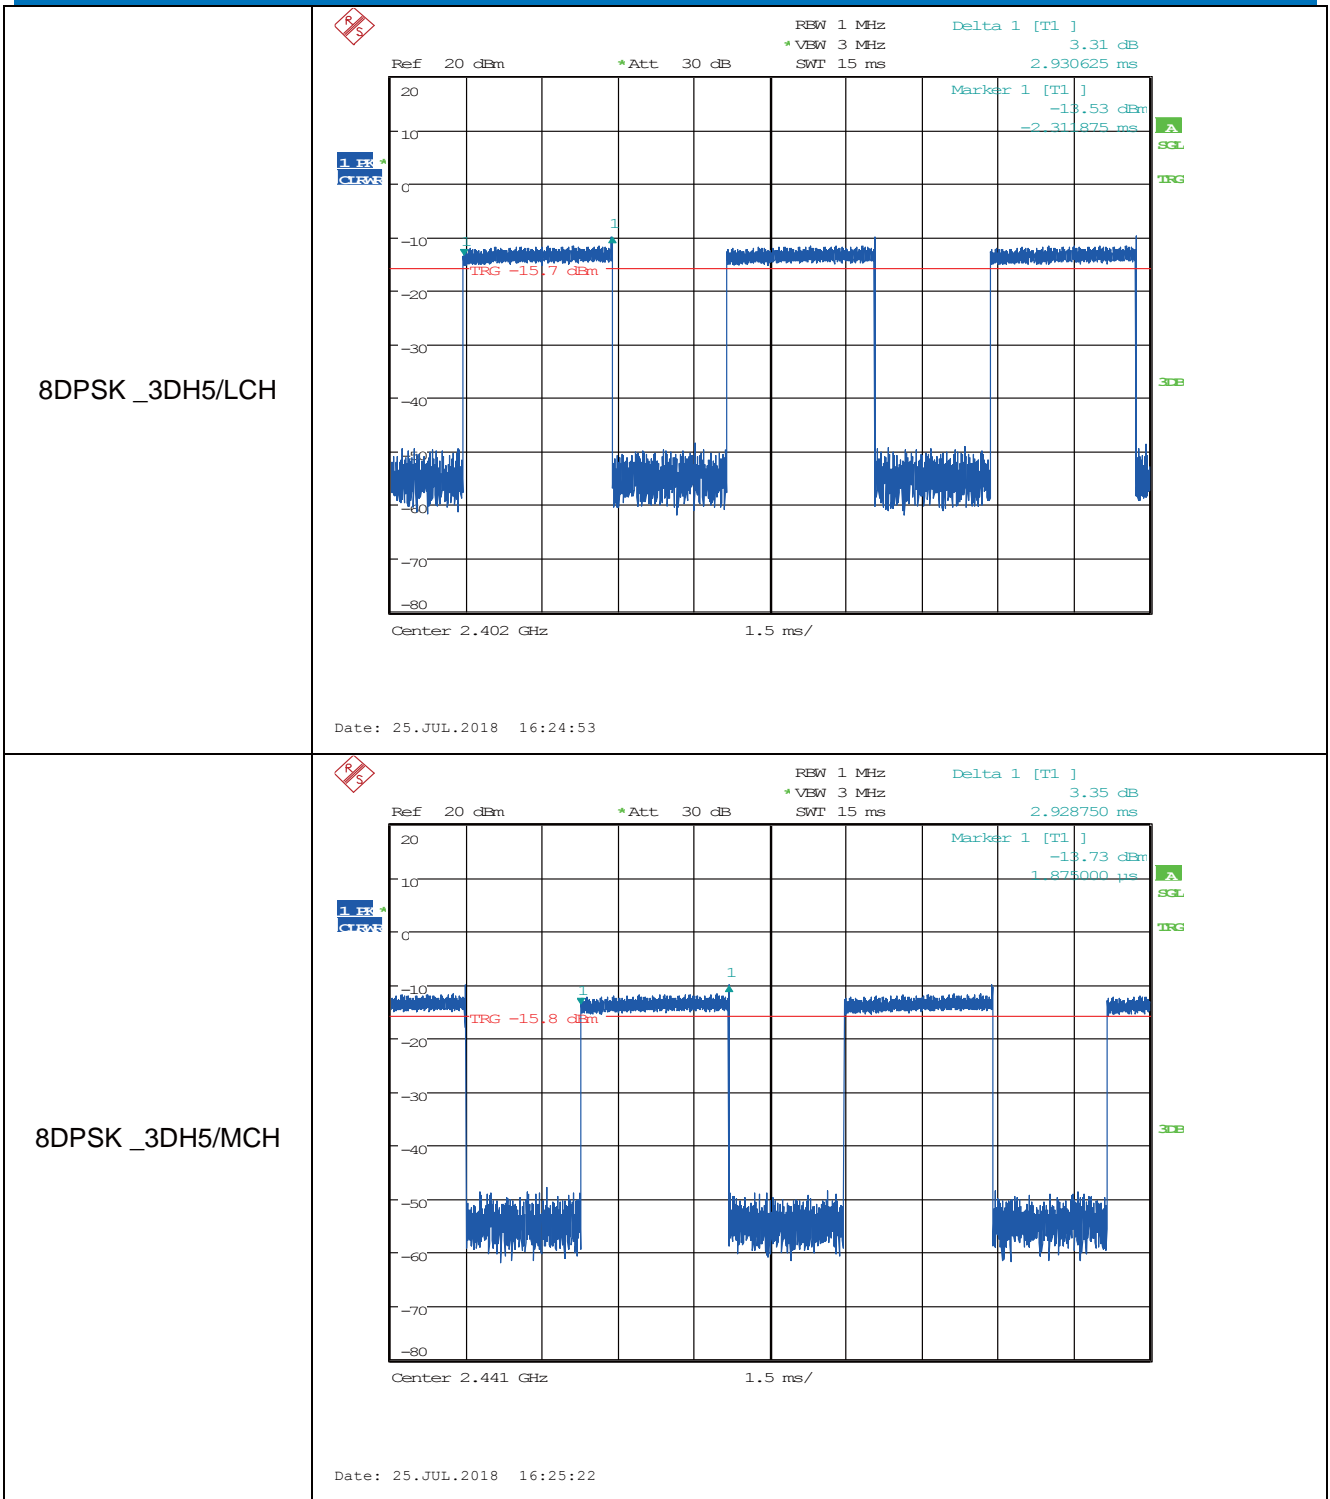 8DPSK _3DH5/LCH
R S
RBW 1 MHz
Delta 1 [T1 ]
*VBW 3 MHz
3.31 dB
Ref 20 dBm
*Att 30 dB
SWT 15 ms
2.930625 ms
20
Marker 1 [T1 ]
-13.53 dBm
-2.311875 ms
A
SGL
TRG
10
1 PK *
CLRWR
0
1
1
-10
TRG -15.7 dBm
-20
-30
3DB
-40
-50
-60
-70
-80
Center 2.402 GHz
1.5 ms/
Date: 25.JUL.2018 16:24:53
8DPSK _3DH5/MCH
R S
RBW 1 MHz
Delta 1 [T1 ]
*VBW 3 MHz
3.35 dB
Ref 20 dBm
*Att 30 dB
SWT 15 ms
2.928750 ms
20
Marker 1 [T1 ]
-13.73 dBm
1.875000 µs
A
SGL
TRG
10
1 PK *
CLRWR
0
1
1
-10
TRG -15.8 dBm
-20
-30
3DB
-40
-50
-60
-70
-80
Center 2.441 GHz
1.5 ms/
Date: 25.JUL.2018 16:25:22